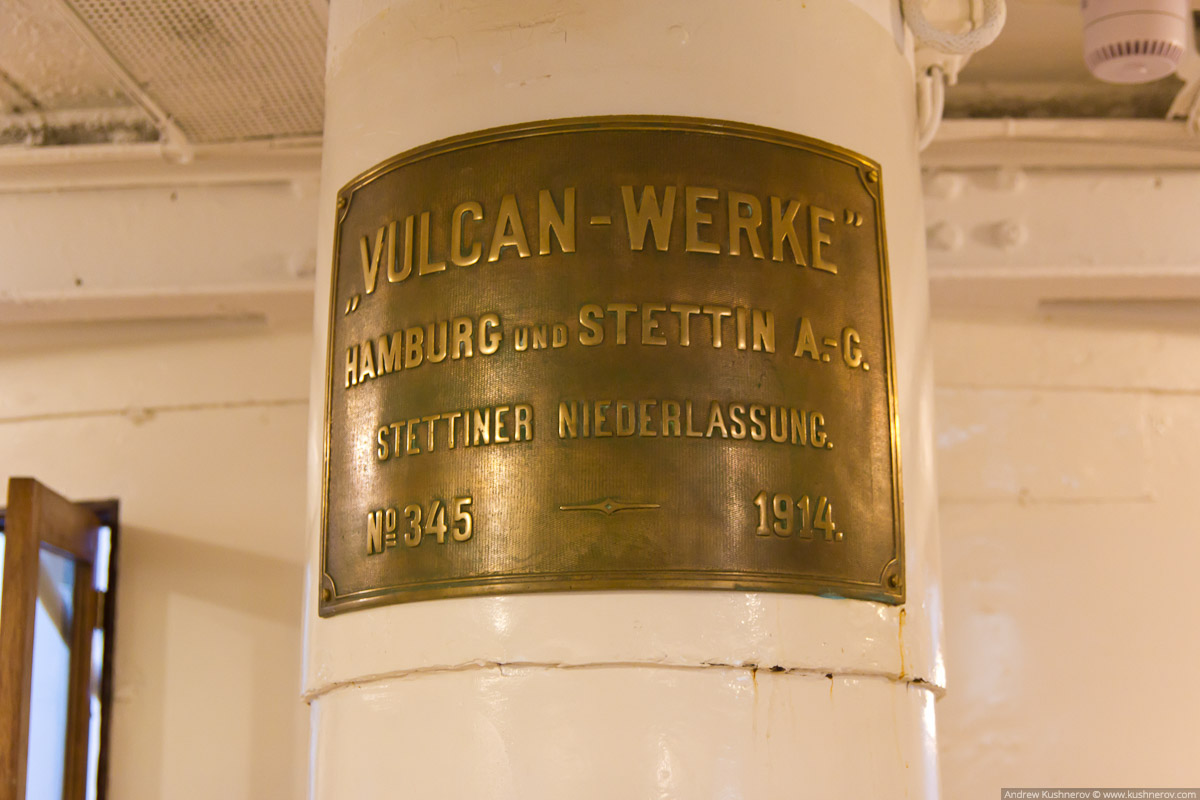 „VULCAN-WERKE”
HAMBURG UND STETTIN A.-G.
STETTINER NIEDERLASSUNG.
Nº 345 1914.
Andrew Kushnerov © www.kushnerov.com